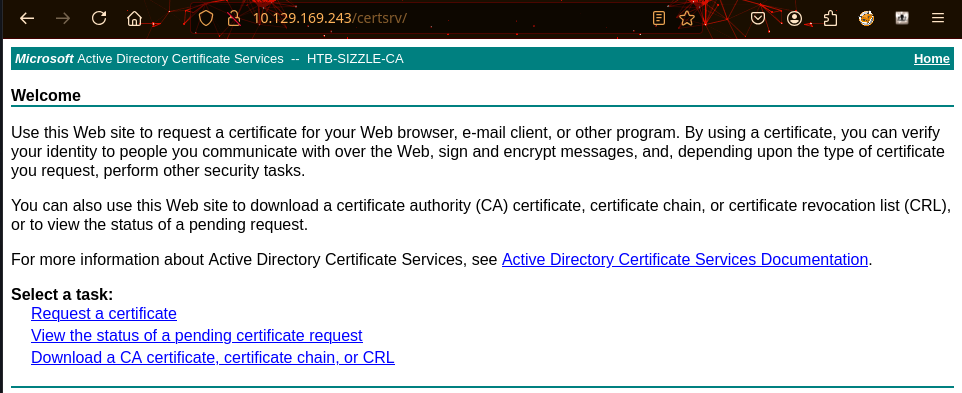 10.129.169.243/certsrv/
Microsoft Active Directory Certificate Services -- HTB-SIZZLE-CA Home
Welcome
Use this Web site to request a certificate for your Web browser, e-mail client, or other program. By using a certificate, you can verify
your identity to people you communicate with over the Web, sign and encrypt messages, and, depending upon the type of certificate
you request, perform other security tasks.
You can also use this Web site to download a certificate authority (CA) certificate, certificate chain, or certificate revocation list (CRL),
or to view the status of a pending request.
For more information about Active Directory Certificate Services, see Active Directory Certificate Services Documentation.
Select a task:
Request a certificate
View the status of a pending certificate request
Download a CA certificate, certificate chain, or CRL